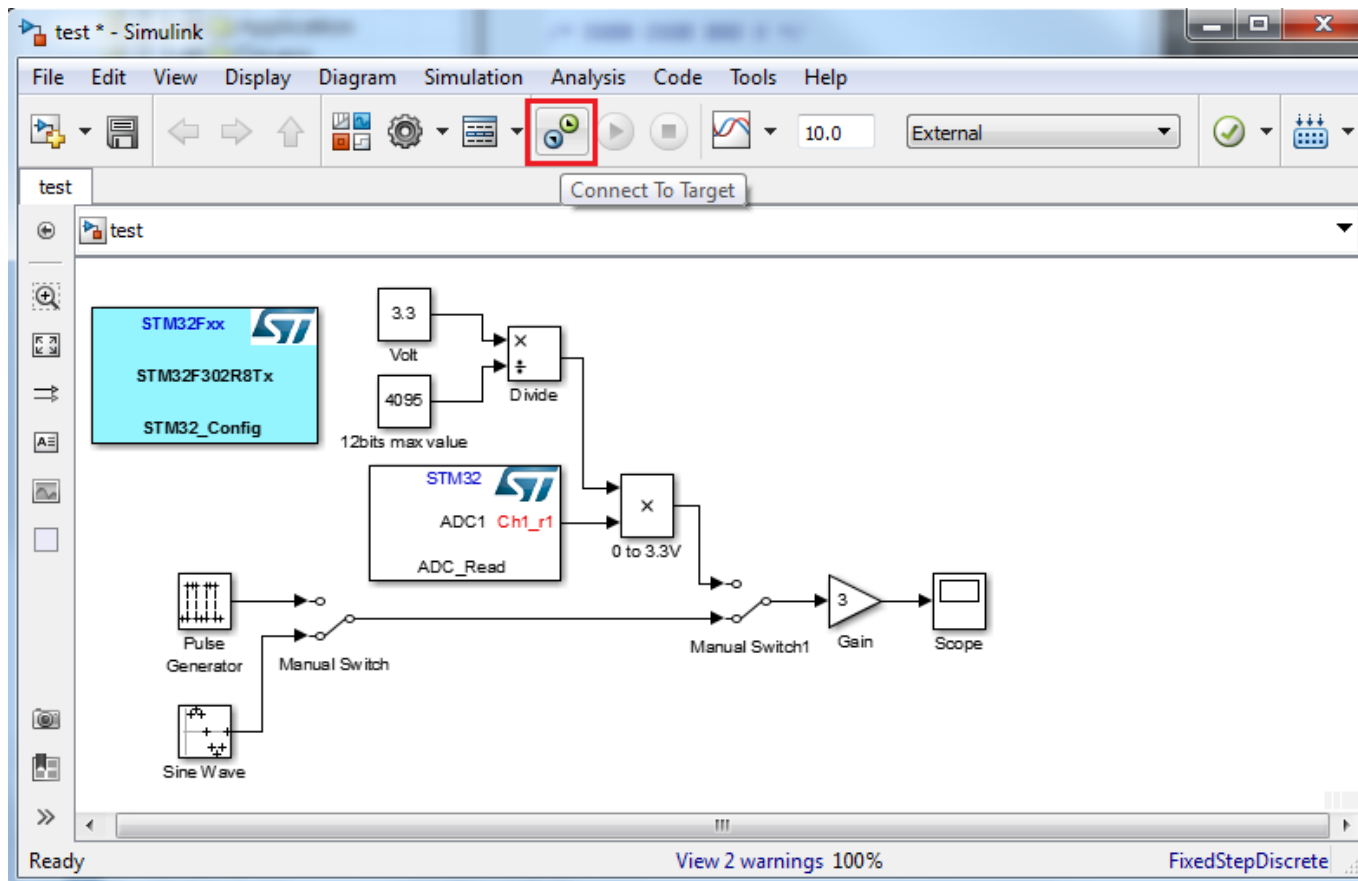 test * - Simulink
File Edit View Display Diagram Simulation Analysis Code Tools Help
10.0 External
test
Connect To Target
test
STM32Fxx
STM32F302R8Tx
STM32_Config
3.3
Volt
4095
12bits max value
×
÷
Divide
STM32
ADC1 Ch1_r1
ADC_Read
×
0 to 3.3V
Pulse
Generator
Manual Switch
Manual Switch1
3
Gain
Scope
Sine Wave
Ready View 2 warnings 100% FixedStepDiscrete